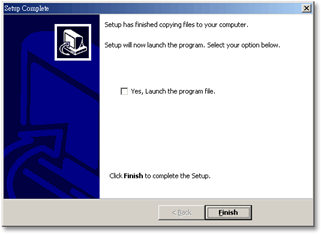 Setup Complete
Setup has finished copying files to your computer.
Setup will now launch the program. Select your option below.
Yes, Launch the program file.
Click Finish to complete the Setup.
< Back
Finish